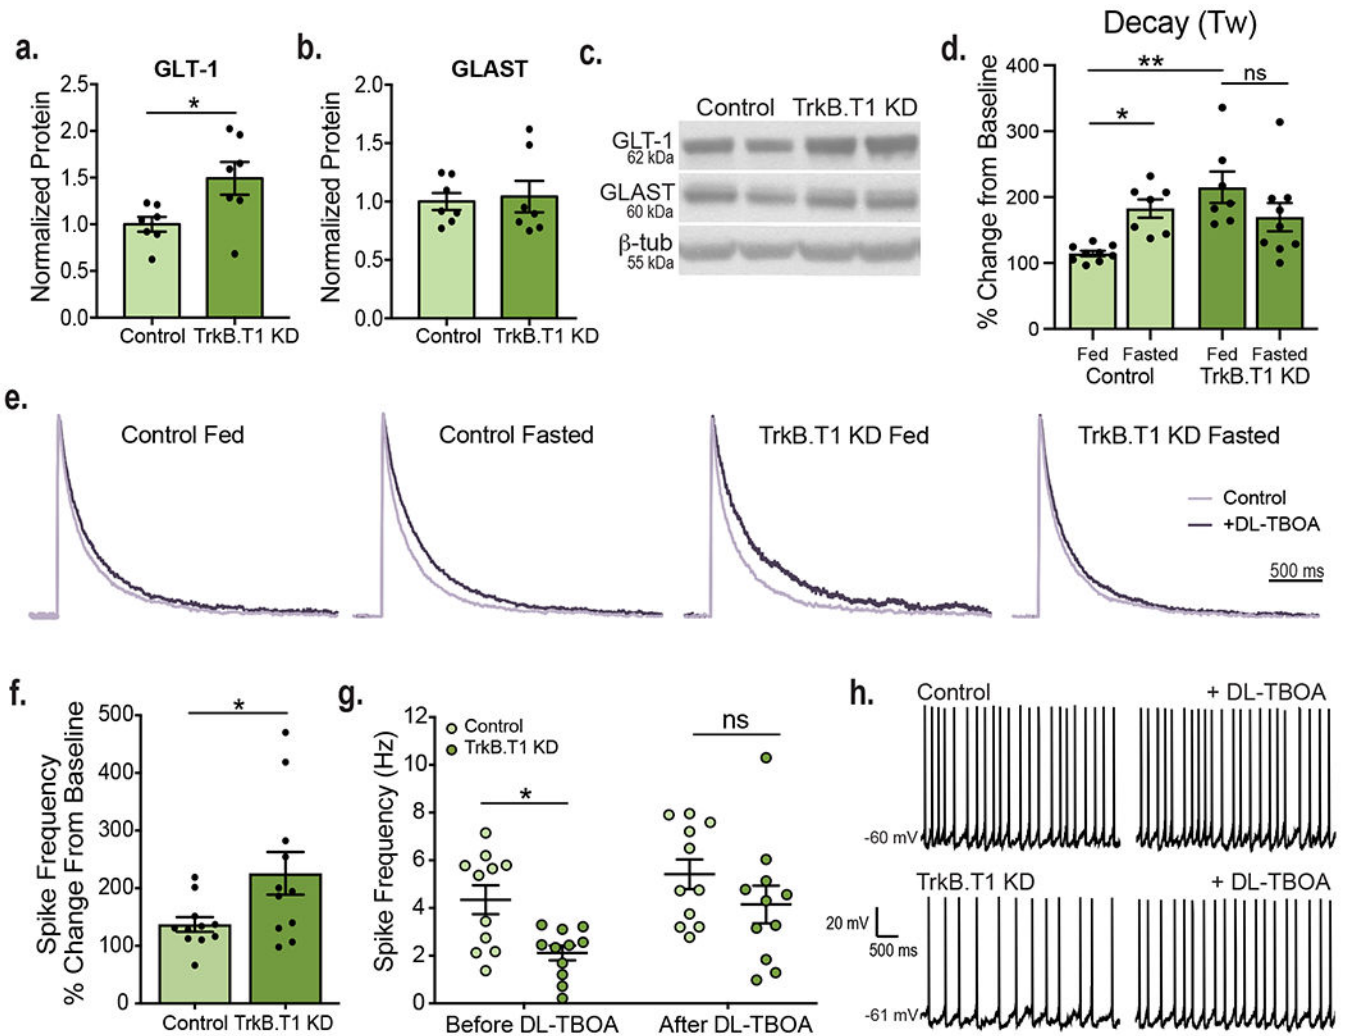 a.
GLT-1
Normalized Protein
2.5
2.0
1.5
1.0
0.5
0.0
*
Control TrkB.T1 KD
b.
GLAST
Normalized Protein
2.0
1.5
1.0
0.5
0.0
Control TrkB.T1 KD
c.
Control TrkB.T1 KD
GLT-1
62 kDa
GLAST
60 kDa
β-tub
55 kDa
d.
Decay (Tw)
% Change from Baseline
400
300
200
100
0
**
ns
*
Fed Fasted Fed Fasted
Control TrkB.T1 KD
e.
Control Fed
Control Fasted
TrkB.T1 KD Fed
TrkB.T1 KD Fasted
Control
+DL-TBOA
500 ms
f.
Spike Frequency
% Change From Baseline
500
400
300
200
100
0
*
Control TrkB.T1 KD
g.
Spike Frequency (Hz)
12
10
8
6
4
2
0
Control
TrkB.T1 KD
*
ns
Before DL-TBOA After DL-TBOA
h.
Control + DL-TBOA
-60 mV
TrkB.T1 KD + DL-TBOA
20 mV
500 ms
-61 mV